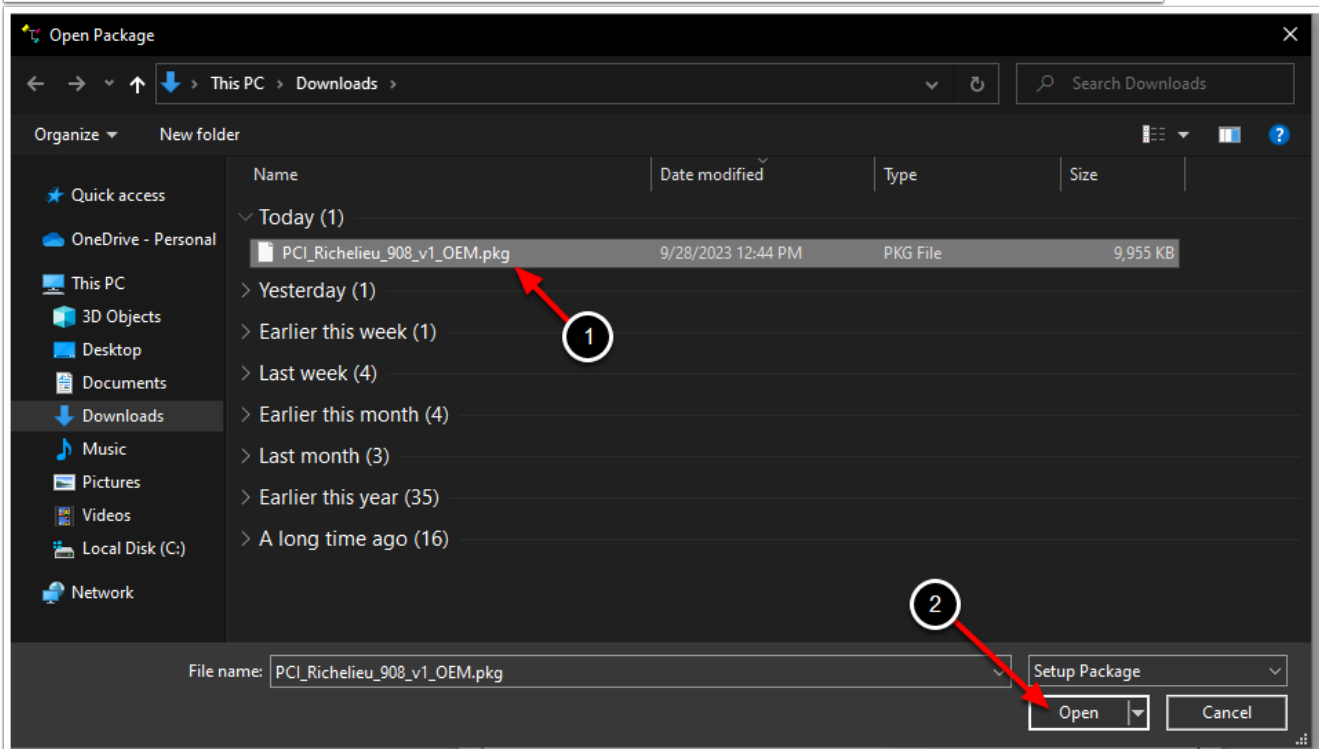 Open Package
This PC > Downloads >
Search Downloads
Organize
New folder
?
Name
Date modified
Type
Size
Quick access
OneDrive - Personal
This PC
3D Objects
Desktop
Documents
Downloads
Music
Pictures
Videos
Local Disk (C:)
Network
Today (1)
PCI_Richelieu_908_v1_OEM.pkg 9/28/2023 12:44 PM PKG File 9,955 KB
Yesterday (1)
1
Earlier this week (1)
Last week (4)
Earlier this month (4)
Last month (3)
Earlier this year (35)
A long time ago (16)
2
File name: PCI_Richelieu_908_v1_OEM.pkg
Setup Package
Open
Cancel